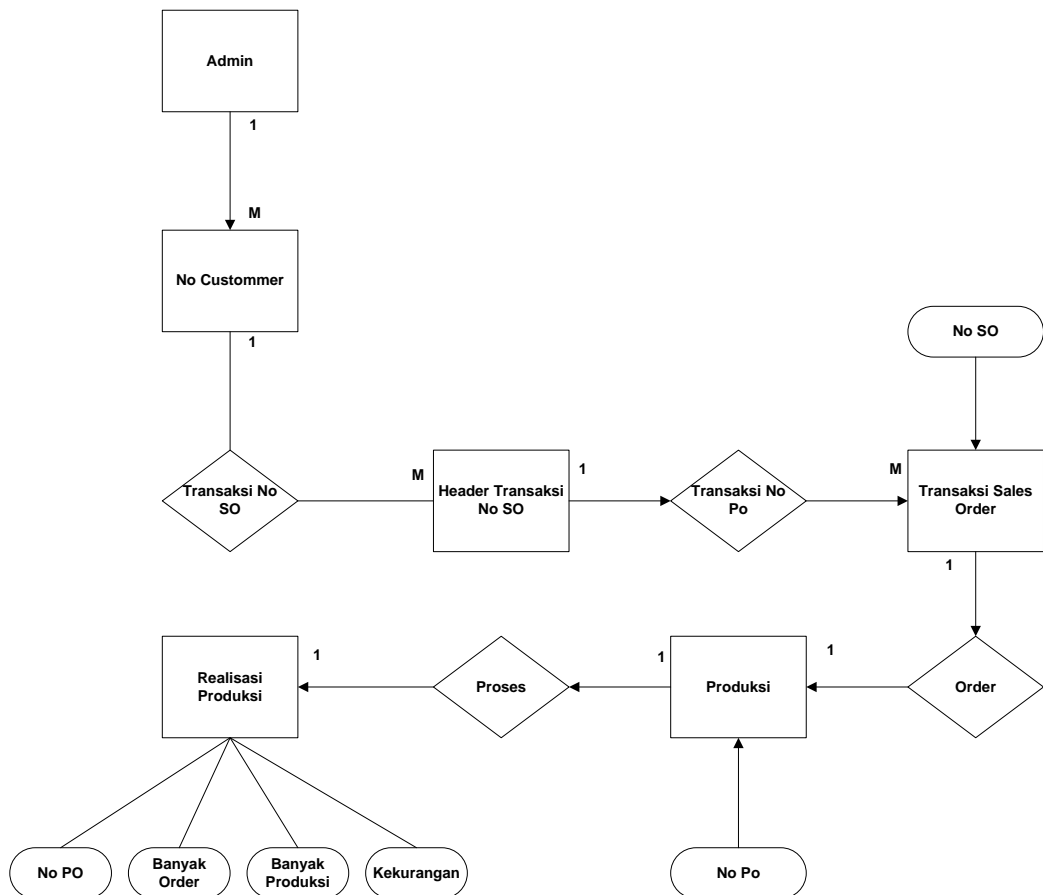 Admin
1
M
No Custommer
1
No SO
Transaksi No
SO
M
Header Transaksi
No SO
1
Transaksi No
Po
M
Transaksi Sales
Order
1
Realisasi
Produksi
1
Proses
1
Produksi
1
Order
No PO
Banyak
Order
Banyak
Produksi
Kekurangan
No Po